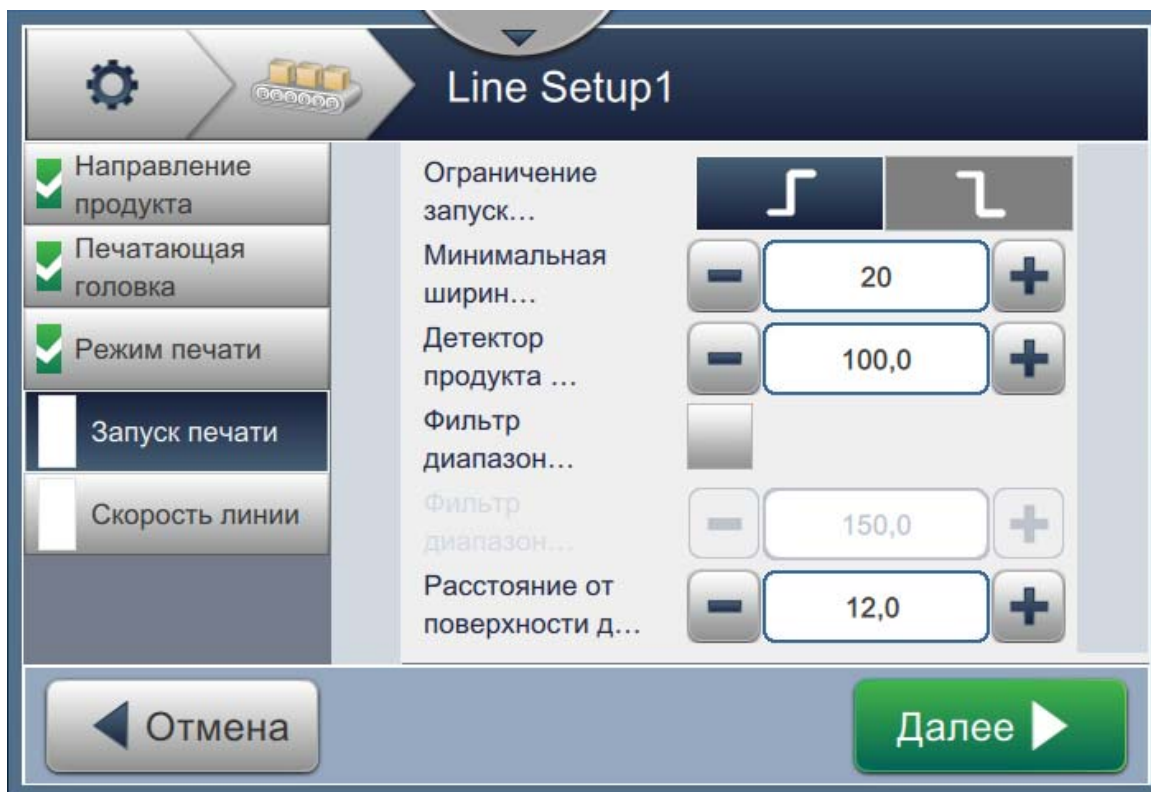 Line Setup1
Направление
продукта
Печатающая
головка
Режим печати
Запуск печати
Скорость линии
Ограничение
запуск...
Минимальная
ширин...
20
Детектор
продукта ...
100,0
Фильтр
диапазон...
Фильтр
диапазон...
150,0
Расстояние от
поверхности д...
12,0
Отмена
Далее